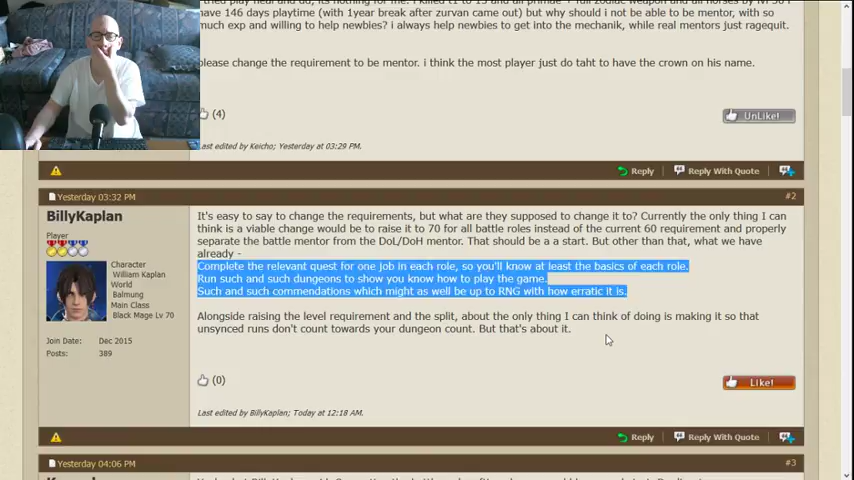 have 146 days playtime (with 1year break after zurvan came out) but why should i not be able to be mentor, with so
much exp and willing to help newbies? i always help newbies to get into the mechanik, while real mentors just ragequit.
please change the requirement to be mentor. i think the most player just do taht to have the crown on his name.
(4)
UnLike!
Last edited by Keicho; Yesterday at 03:29 PM.
Reply
Reply With Quote
Yesterday 03:32 PM
#2
BillyKaplan
Player
Character
William Kaplan
World
Balmung
Main Class
Black Mage Lv 70
Join Date: Dec 2015
Posts: 389
It's easy to say to change the requirements, but what are they supposed to change it to? Currently the only thing I can
think is a viable change would be to raise it to 70 for all battle roles instead of the current 60 requirement and properly
separate the battle mentor from the DoL/DoH mentor. That should be a a start. But other than that, what we have
already -
Complete the relevant quest for one job in each role, so you'll know at least the basics of each role.
Run such and such dungeons to show you know how to play the game.
Such and such commendations which might as well be up to RNG with how erratic it is.
Alongside raising the level requirement and the split, about the only thing I can think of doing is making it so that
unsynced runs don't count towards your dungeon count. But that's about it.
(0)
Like!
Last edited by BillyKaplan; Today at 12:18 AM.
Reply
Reply With Quote
Yesterday 04:06 PM
#3